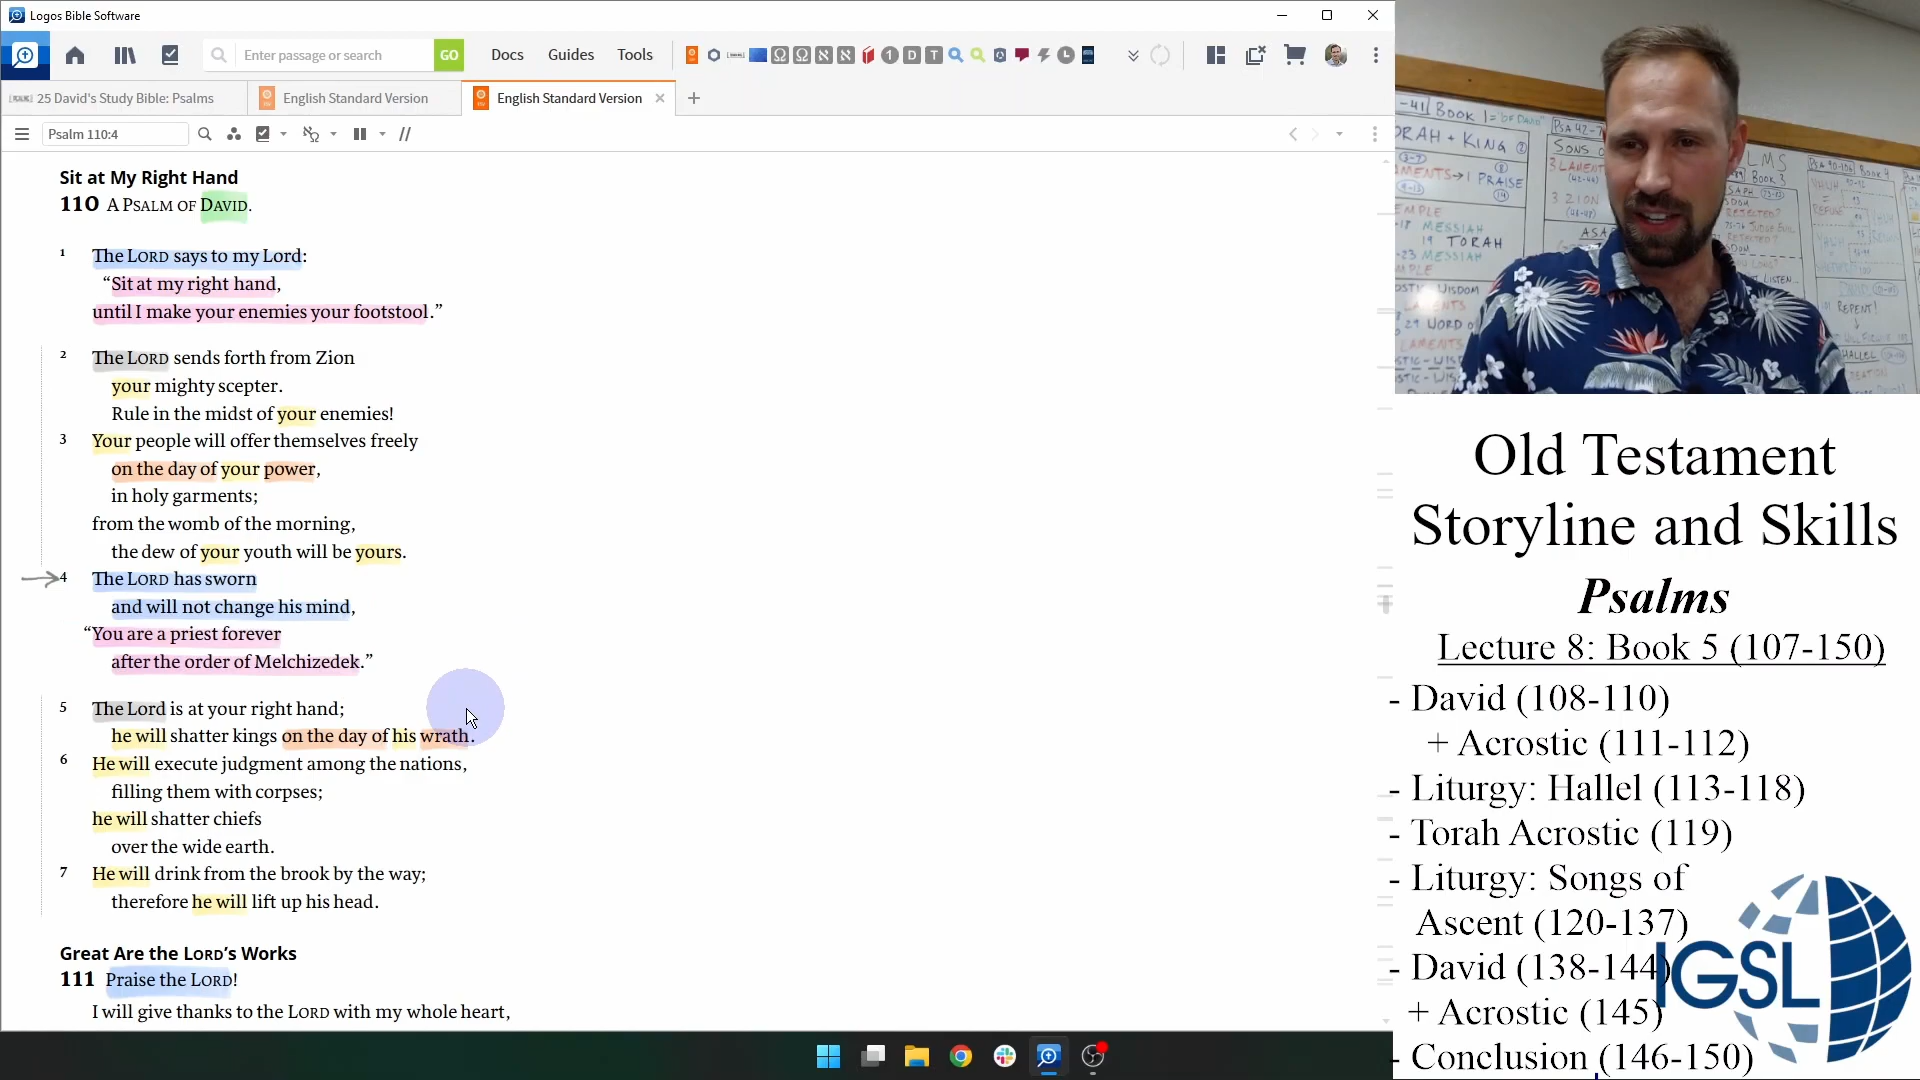 Logos Bible Software
Enter passage or search
GO
Docs
Guides
Tools
25 David's Study Bible: Psalms
English Standard Version
English Standard Version
Psalm 110:4
Sit at My Right Hand
110 A PSALM OF DAVID.
1 The LORD says to my Lord:
“Sit at my right hand,
until I make your enemies your footstool.”
2 The LORD sends forth from Zion
your mighty scepter.
Rule in the midst of your enemies!
3 Your people will offer themselves freely
on the day of your power,
in holy garments;
from the womb of the morning,
the dew of your youth will be yours.
4 The LORD has sworn
and will not change his mind,
“You are a priest forever
after the order of Melchizedek.”
5 The Lord is at your right hand;
he will shatter kings on the day of his wrath.
6 He will execute judgment among the nations,
filling them with corpses;
he will shatter chiefs
over the wide earth.
7 He will drink from the brook by the way;
therefore he will lift up his head.
Great Are the LORD’s Works
111 Praise the LORD!
I will give thanks to the LORD with my whole heart,
Old Testament
Storyline and Skills
Psalms
Lecture 8: Book 5 (107-150)
- David (108-110)
+ Acrostic (111-112)
- Liturgy: Hallel (113-118)
- Torah Acrostic (119)
- Liturgy: Songs of
Ascent (120-137)
- David (138-144)
+ Acrostic (145)
- Conclusion (146-150)
IGSL